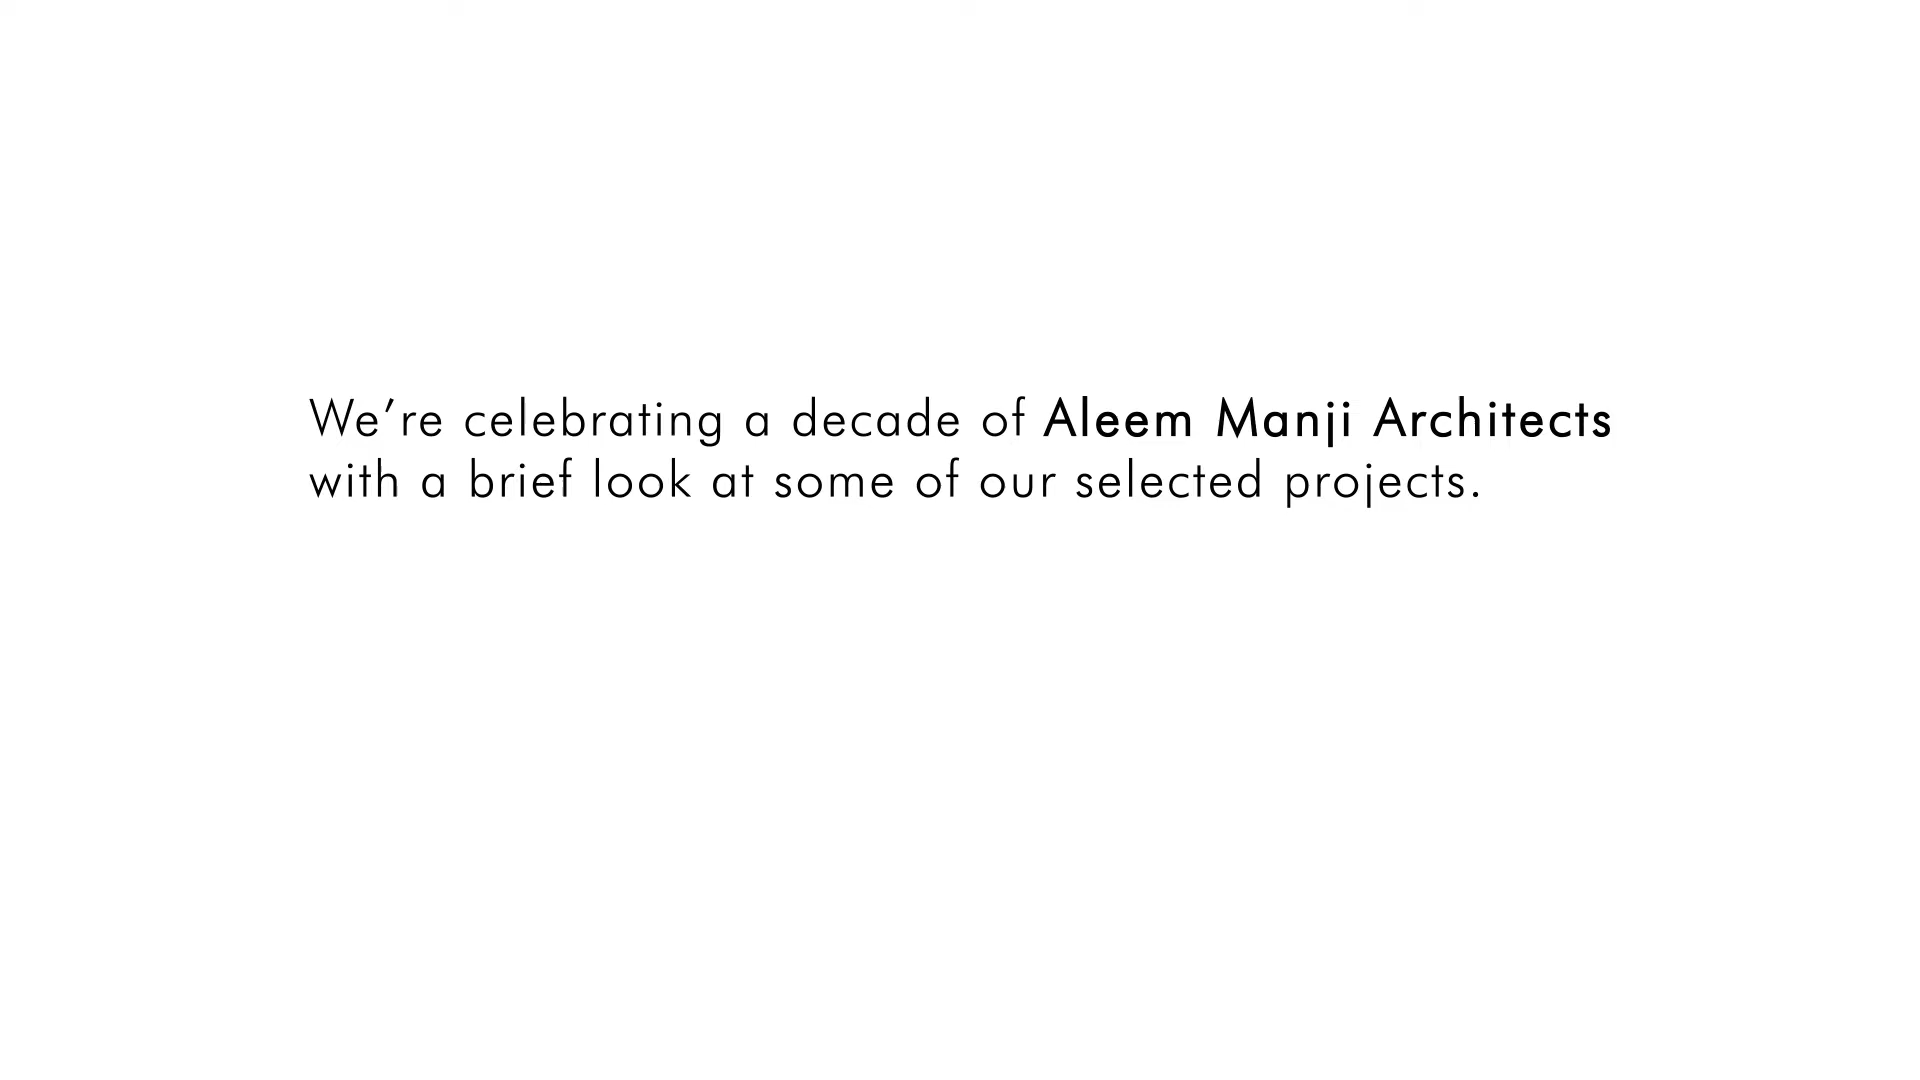 We’re celebrating a decade of Aleem Manji Architects
with a brief look at some of our selected projects.